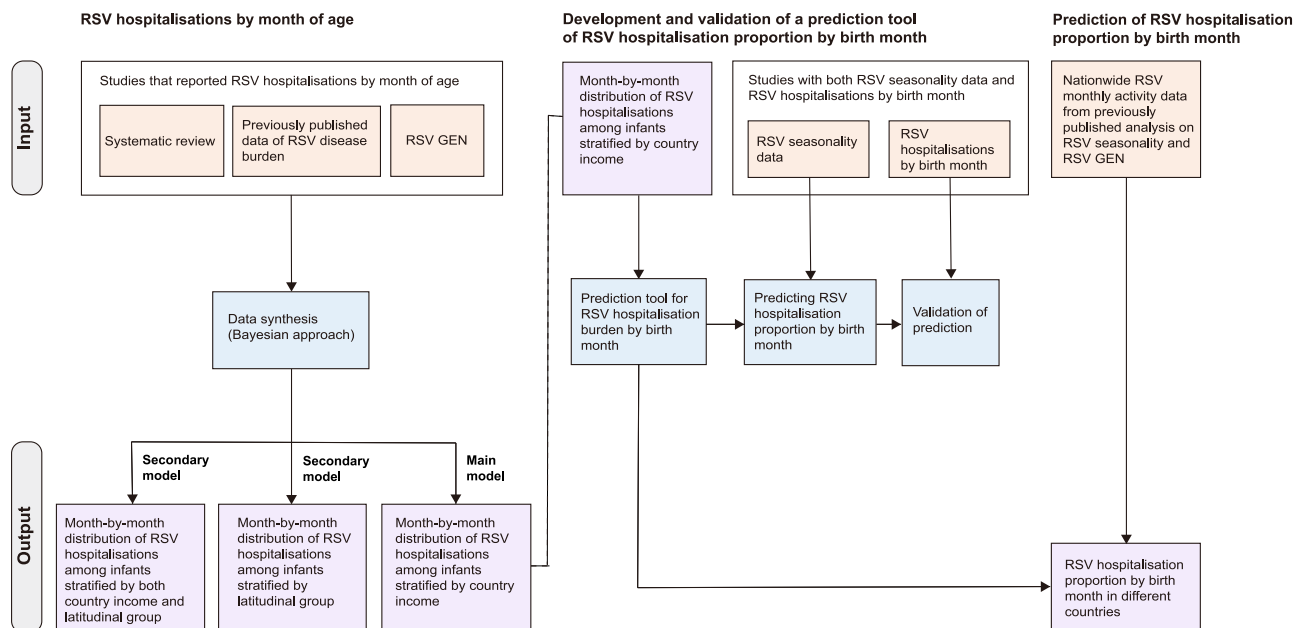 RSV hospitalisations by month of age
Development and validation of a prediction tool
of RSV hospitalisation proportion by birth month
Prediction of RSV hospitalisation
proportion by birth month
Input
Studies that reported RSV hospitalisations by month of age
Systematic review
Previously published
data of RSV disease
burden
RSV GEN
Month-by-month
distribution of RSV
hospitalisations
among infants
stratified by country
income
Studies with both RSV seasonality data and
RSV hospitalisations by birth month
RSV seasonality
data
RSV
hospitalisations
by birth month
Nationwide RSV
monthly activity data
from previously
published analysis on
RSV seasonality and
RSV GEN
Data synthesis
(Bayesian approach)
Prediction tool for
RSV hospitalisation
burden by birth
month
Predicting RSV
hospitalisation
proportion by birth
month
Validation of
prediction
Output
Secondary
model
Secondary
model
Main
model
Month-by-month
distribution of RSV
hospitalisations
among infants
stratified by both
country income and
latitudinal group
Month-by-month
distribution of RSV
hospitalisations
among infants
stratified by
latitudinal group
Month-by-month
distribution of RSV
hospitalisations
among infants
stratified by country
income
RSV hospitalisation
proportion by birth
month in different
countries